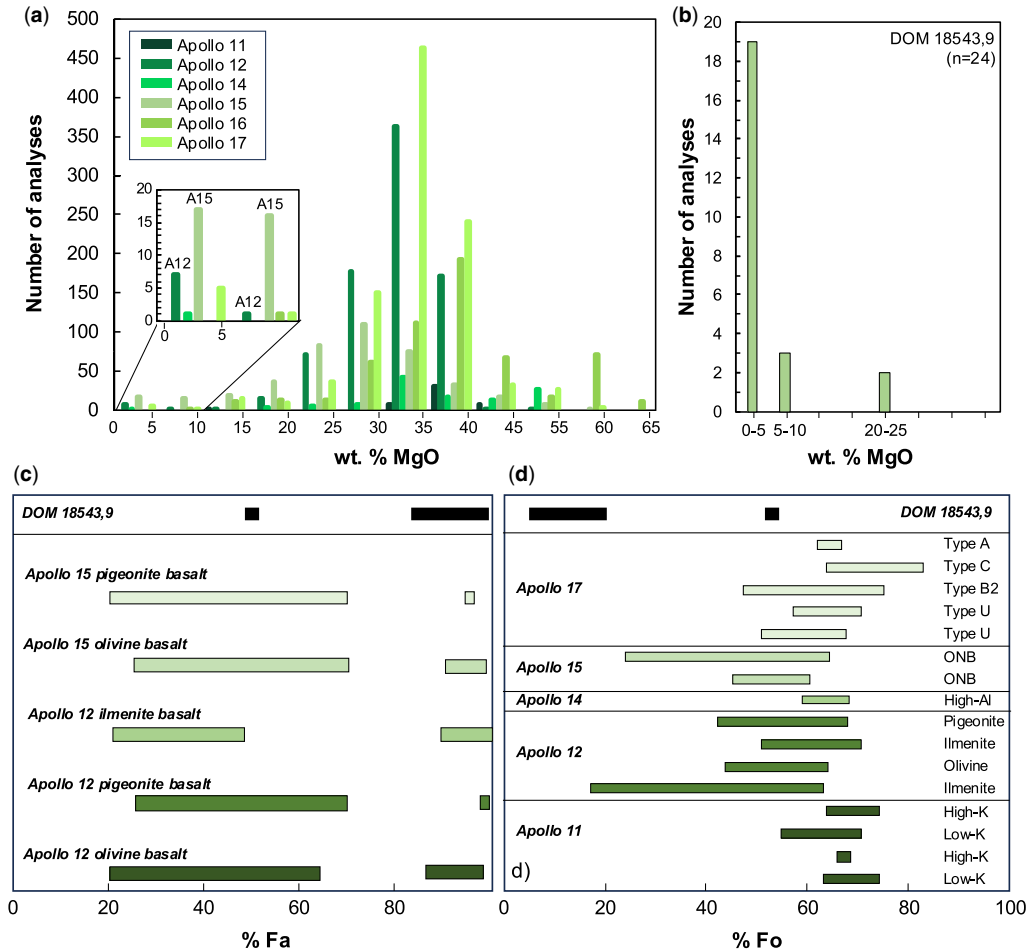 (a)
500
450
400
350
300
250
200
150
100
50
0
Number of analyses
Apollo 11
Apollo 12
Apollo 14
Apollo 15
Apollo 16
Apollo 17
20
15
10
5
0
A15
A15
A12
A12
0 5
0 5 10 15 20 25 30 35 40 45 55 60 65
wt. % MgO
(b)
20
18
16
14
12
10
8
6
4
2
0
Number of analyses
DOM 18543,9
(n=24)
0-5 5-10 20-25
wt. % MgO
(c)
DOM 18543,9
Apollo 15 pigeonite basalt
Apollo 15 olivine basalt
Apollo 12 ilmenite basalt
Apollo 12 pigeonite basalt
Apollo 12 olivine basalt
0 20 40 60 80
% Fa
(d)
DOM 18543,9
Apollo 17
Type A
Type C
Type B2
Type U
Type U
Apollo 15
ONB
ONB
Apollo 14
High-Al
Apollo 12
Pigeonite
Ilmenite
Olivine
Ilmenite
Apollo 11
High-K
Low-K
High-K
Low-K
d)
0 20 40 60 80 100
% Fo